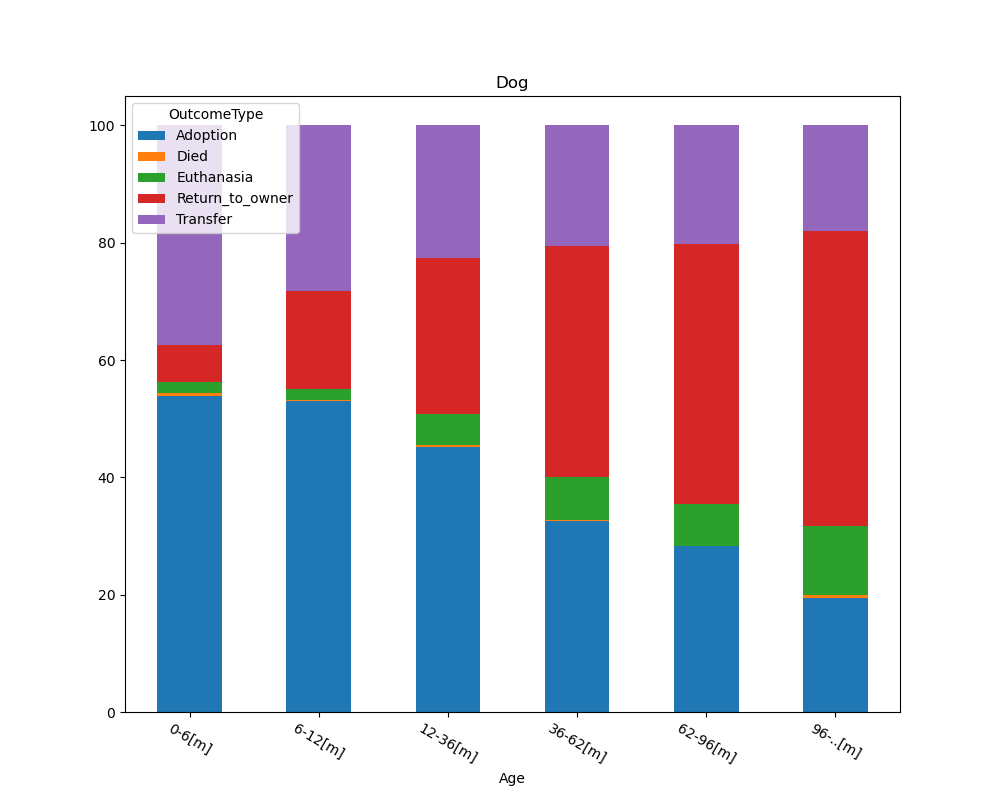 Dog
OutcomeType
Adoption
Died
Euthanasia
Return_to_owner
Transfer
100
80
60
40
20
0
0-6[m]
6-12[m]
12-36[m]
36-62[m]
62-96[m]
96-..[m]
Age